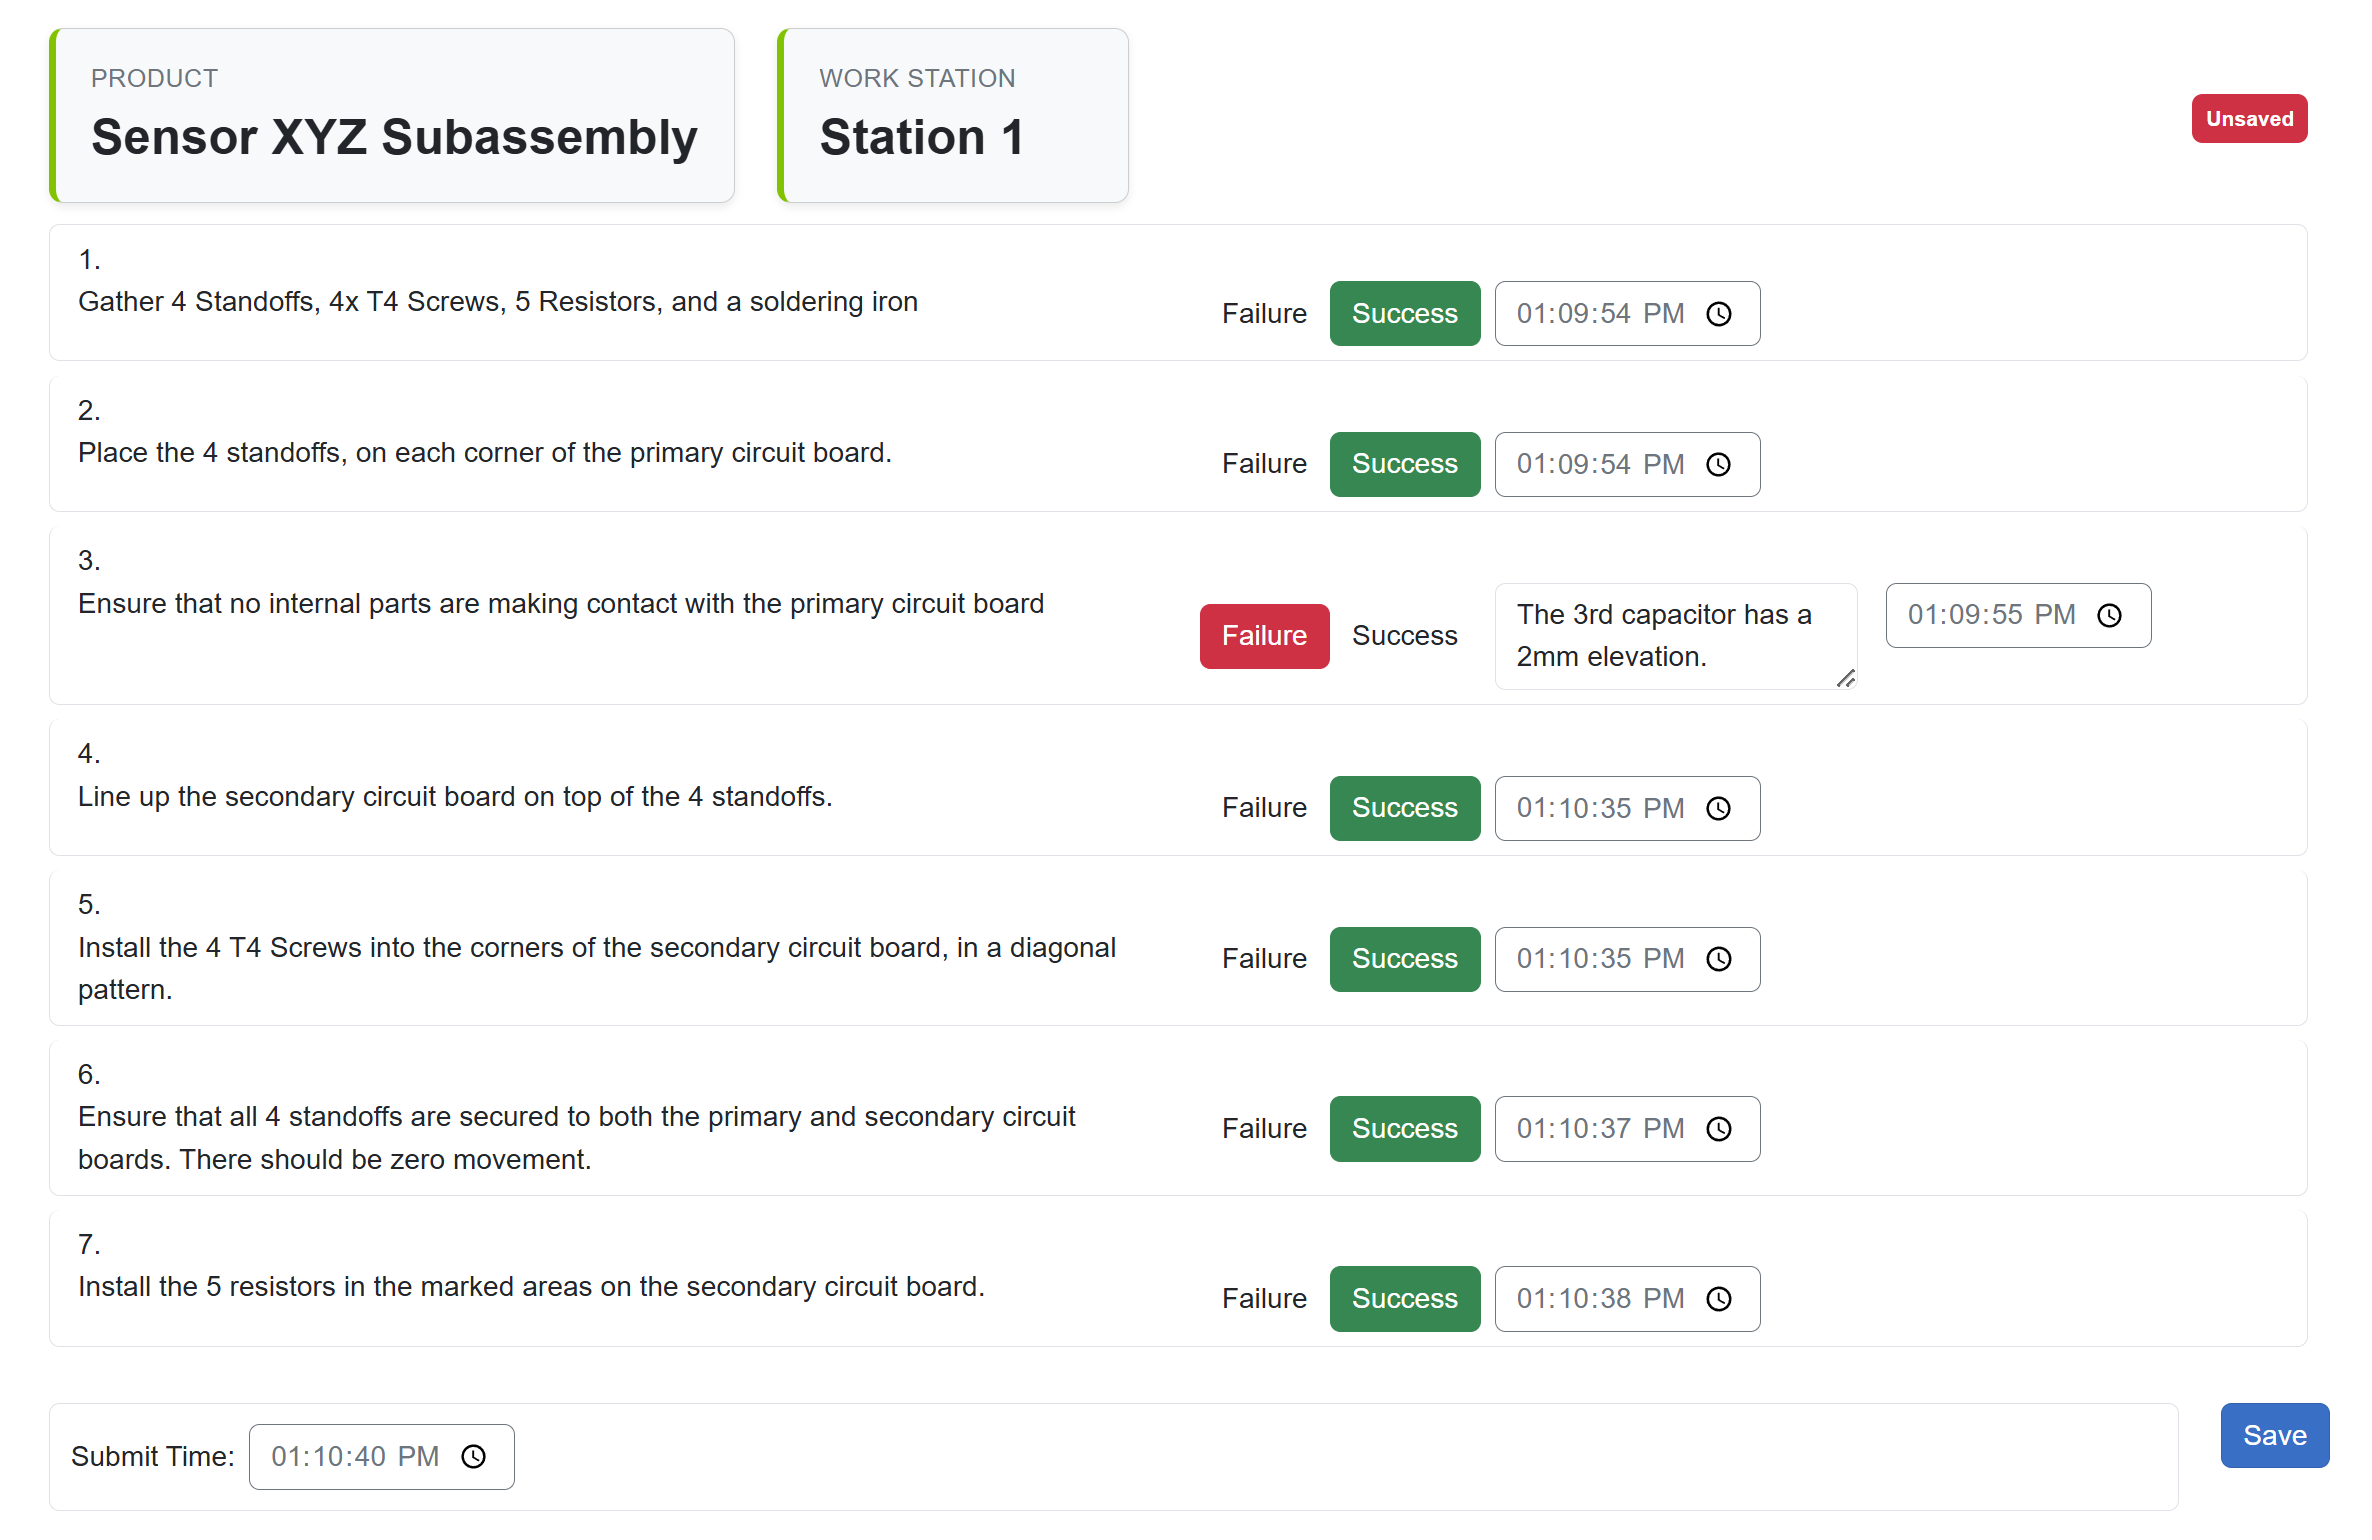 PRODUCT
Sensor XYZ Subassembly
WORK STATION
Station 1
Unsaved
1.
Gather 4 Standoffs, 4x T4 Screws, 5 Resistors, and a soldering iron
Failure Success 01:09:54 PM
2.
Place the 4 standoffs, on each corner of the primary circuit board.
Failure Success 01:09:54 PM
3.
Ensure that no internal parts are making contact with the primary circuit board
Failure Success
The 3rd capacitor has a
2mm elevation.
01:09:55 PM
4.
Line up the secondary circuit board on top of the 4 standoffs.
Failure Success 01:10:35 PM
5.
Install the 4 T4 Screws into the corners of the secondary circuit board, in a diagonal
pattern.
Failure Success 01:10:35 PM
6.
Ensure that all 4 standoffs are secured to both the primary and secondary circuit
boards. There should be zero movement.
Failure Success 01:10:37 PM
7.
Install the 5 resistors in the marked areas on the secondary circuit board.
Failure Success 01:10:38 PM
Submit Time: 01:10:40 PM
Save